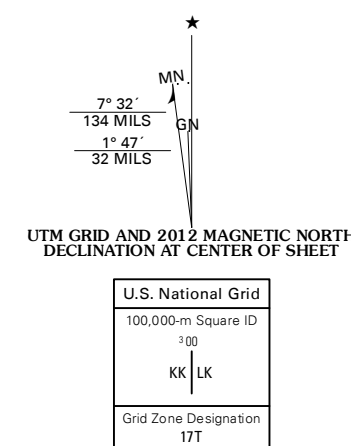 ★
MN
7° 32´
134 MILS
GN
1° 47´
32 MILS
UTM GRID AND 2012 MAGNETIC NORTH
DECLINATION AT CENTER OF SHEET
U.S. National Grid
100,000-m Square ID
³00
KK LK
Grid Zone Designation
17T